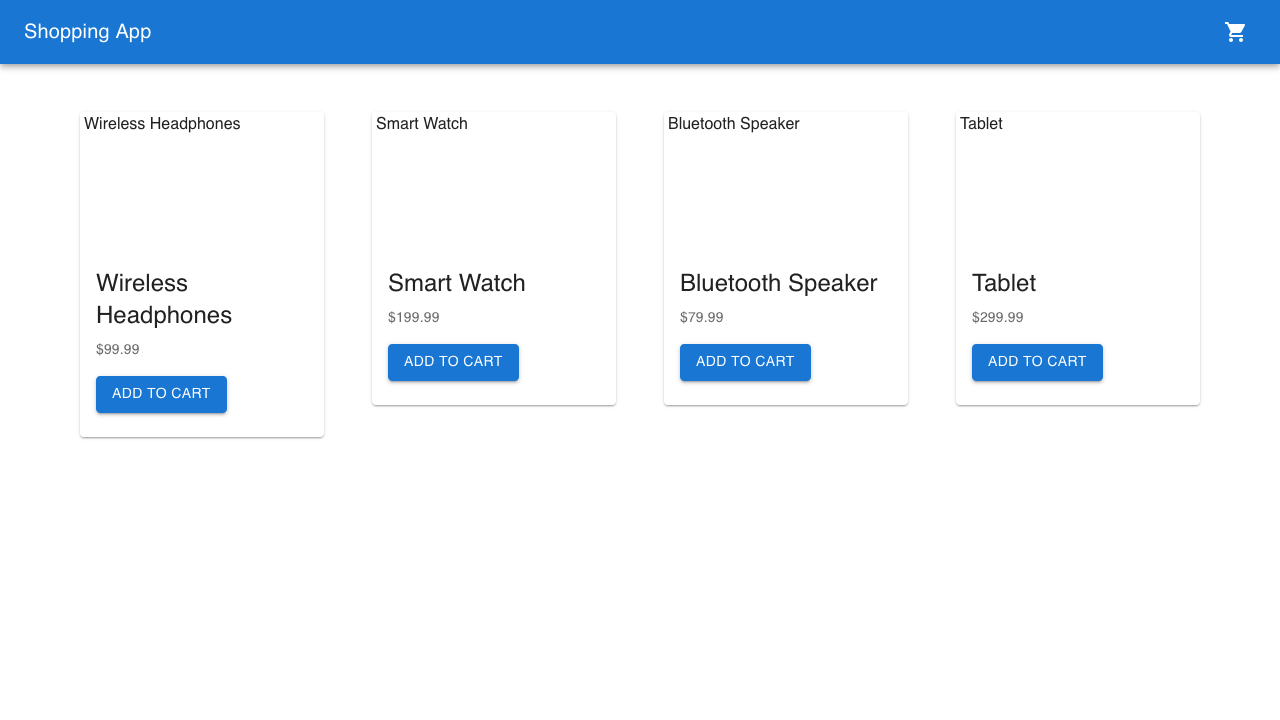 Shopping App
Wireless Headphones
Wireless
Headphones
$99.99
ADD TO CART
Smart Watch
Smart Watch
$199.99
ADD TO CART
Bluetooth Speaker
Bluetooth Speaker
$79.99
ADD TO CART
Tablet
Tablet
$299.99
ADD TO CART